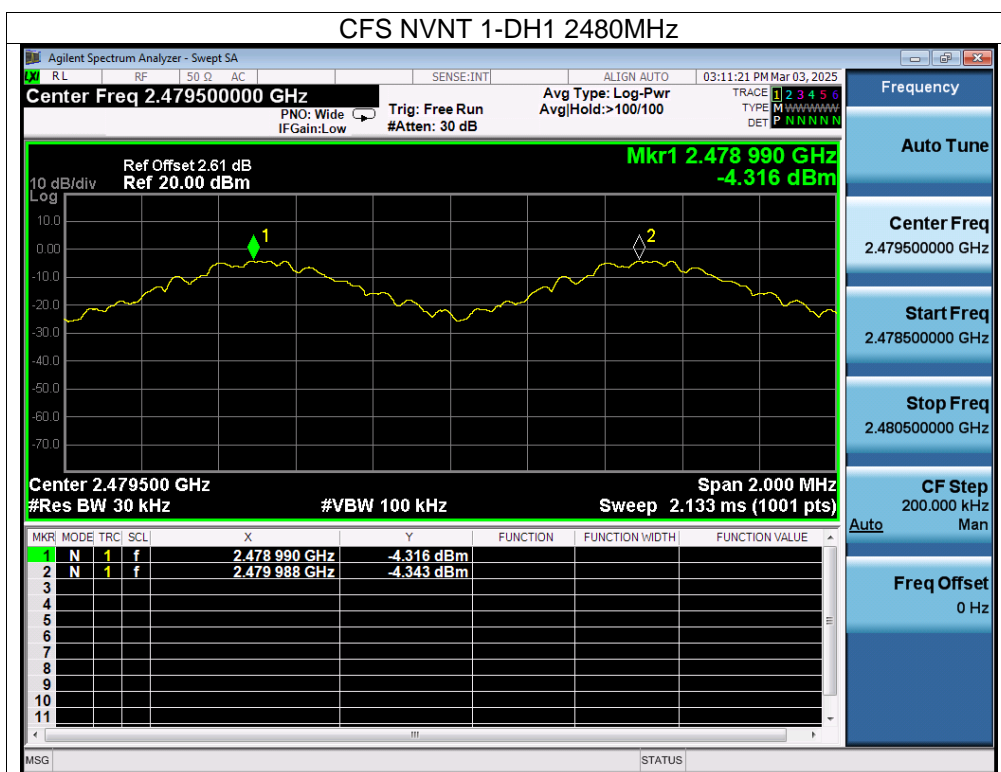 CFS NVNT 1-DH1 2480MHz
Agilent Spectrum Analyzer - Swept SA
LXI RL RF 50 Ω AC SENSE:INT ALIGN AUTO 03:11:21 PM Mar 03, 2025
Center Freq 2.479500000 GHz
PNO: Wide
IFGain:Low
Trig: Free Run
#Atten: 30 dB
Avg Type: Log-Pwr
Avg|Hold:>100/100
TRACE 1 2 3 4 5 6
TYPE M WWWWW
DET P N N N N N
Ref Offset 2.61 dB
Ref 20.00 dBm
10 dB/div
Log
Mkr1 2.478 990 GHz
-4.316 dBm
10.0
0.00
-10.0
-20.0
-30.0
-40.0
-50.0
-60.0
-70.0
1
2
Center 2.479500 GHz Span 2.000 MHz
#Res BW 30 kHz #VBW 100 kHz Sweep 2.133 ms (1001 pts)
MKR MODE TRC SCL X Y FUNCTION FUNCTION WIDTH FUNCTION VALUE
1 N 1 f 2.478 990 GHz -4.316 dBm
2 N 1 f 2.479 988 GHz -4.343 dBm
3
4
5
6
7
8
9
10
11
MSG STATUS
Frequency
Auto Tune
Center Freq
2.479500000 GHz
Start Freq
2.478500000 GHz
Stop Freq
2.480500000 GHz
CF Step
200.000 kHz
Auto Man
Freq Offset
0 Hz